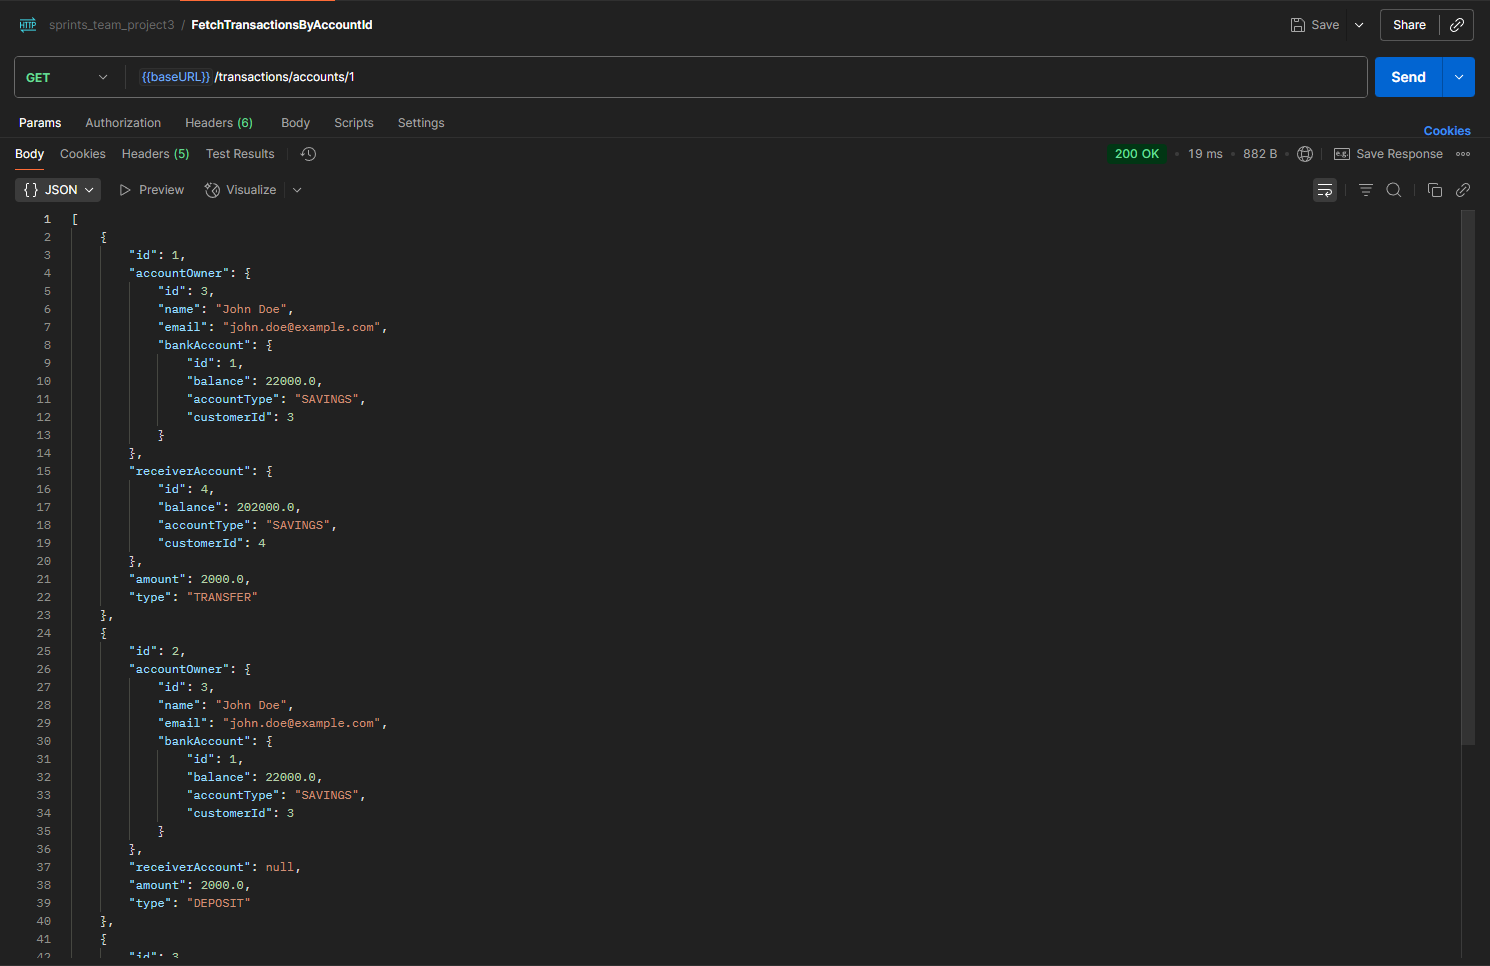 HTTP sprints_team_project3 / FetchTransactionsByAccountId Save Share
GET {{baseURL}} /transactions/accounts/1 Send
Params Authorization Headers (6) Body Scripts Settings Cookies
Body Cookies Headers (5) Test Results 200 OK • 19 ms • 882 B • e.g. Save Response
{} JSON Preview Visualize
1 [
2 {
3 "id": 1,
4 "accountOwner": {
5 "id": 3,
6 "name": "John Doe",
7 "email": "john.doe@example.com",
8 "bankAccount": {
9 "id": 1,
10 "balance": 22000.0,
11 "accountType": "SAVINGS",
12 "customerId": 3
13 }
14 },
15 "receiverAccount": {
16 "id": 4,
17 "balance": 202000.0,
18 "accountType": "SAVINGS",
19 "customerId": 4
20 },
21 "amount": 2000.0,
22 "type": "TRANSFER"
23 },
24 {
25 "id": 2,
26 "accountOwner": {
27 "id": 3,
28 "name": "John Doe",
29 "email": "john.doe@example.com",
30 "bankAccount": {
31 "id": 1,
32 "balance": 22000.0,
33 "accountType": "SAVINGS",
34 "customerId": 3
35 }
36 },
37 "receiverAccount": null,
38 "amount": 2000.0,
39 "type": "DEPOSIT"
40 },
41 {
42 "id": 3